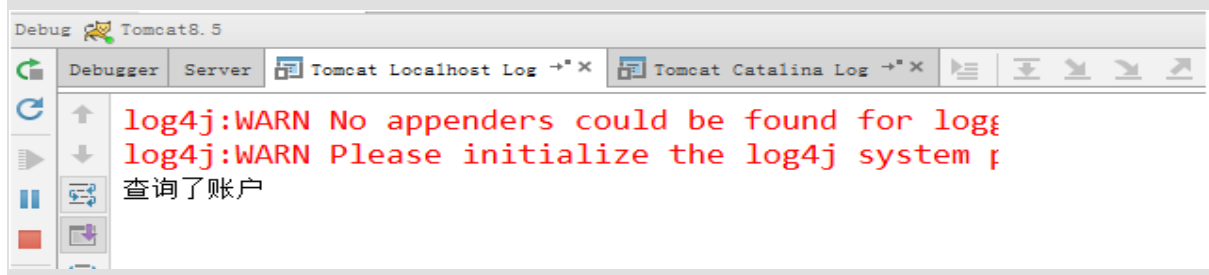 Debug Tomcat8.5
Debugger Server Tomcat Localhost Log Tomcat Catalina Log
log4j:WARN No appenders could be found for
log4j:WARN Please initialize the log4j system
查询了账户